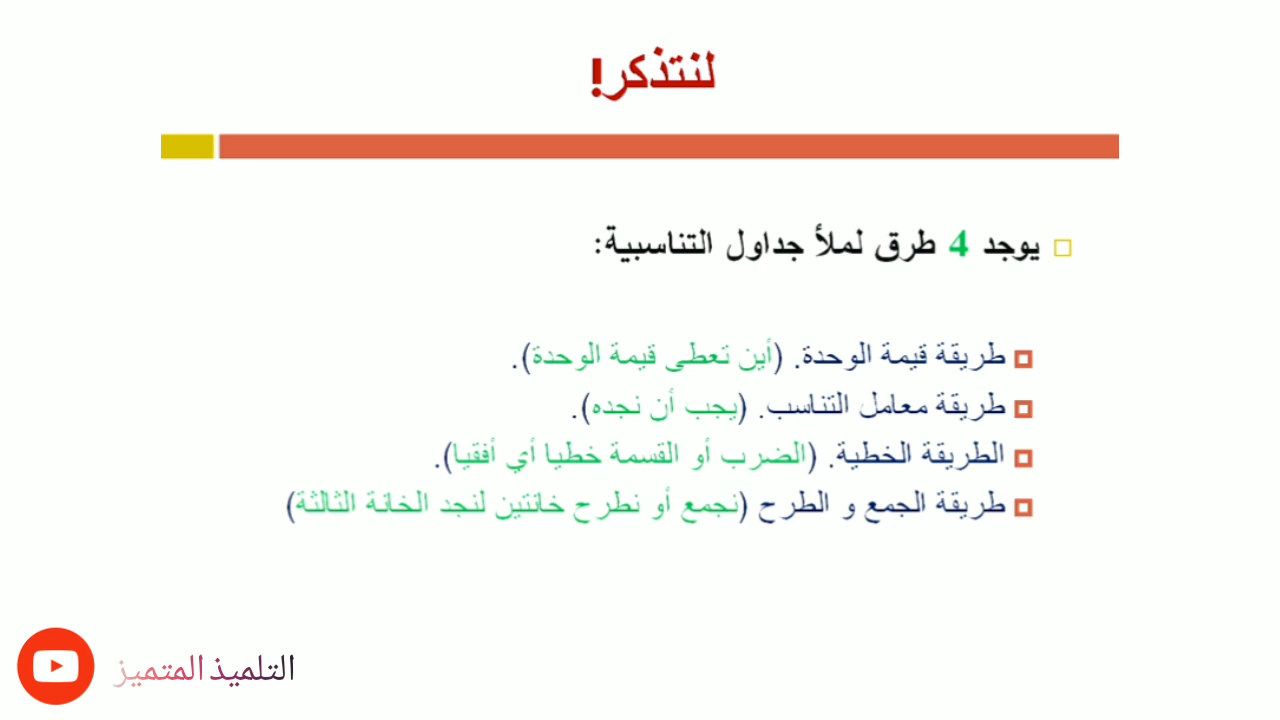 لنتذكر!
يوجد 4 طرق لملأ جداول التناسبية:
طريقة قيمة الوحدة. (أين تعطى قيمة الوحدة).
طريقة معامل التناسب. (يجب أن نجده).
الطريقة الخطية. (الضرب أو القسمة خطيا أي أفقيا).
طريقة الجمع و الطرح (نجمع أو نطرح خانتين لنجد الخانة الثالثة)
التلميذ المتميز